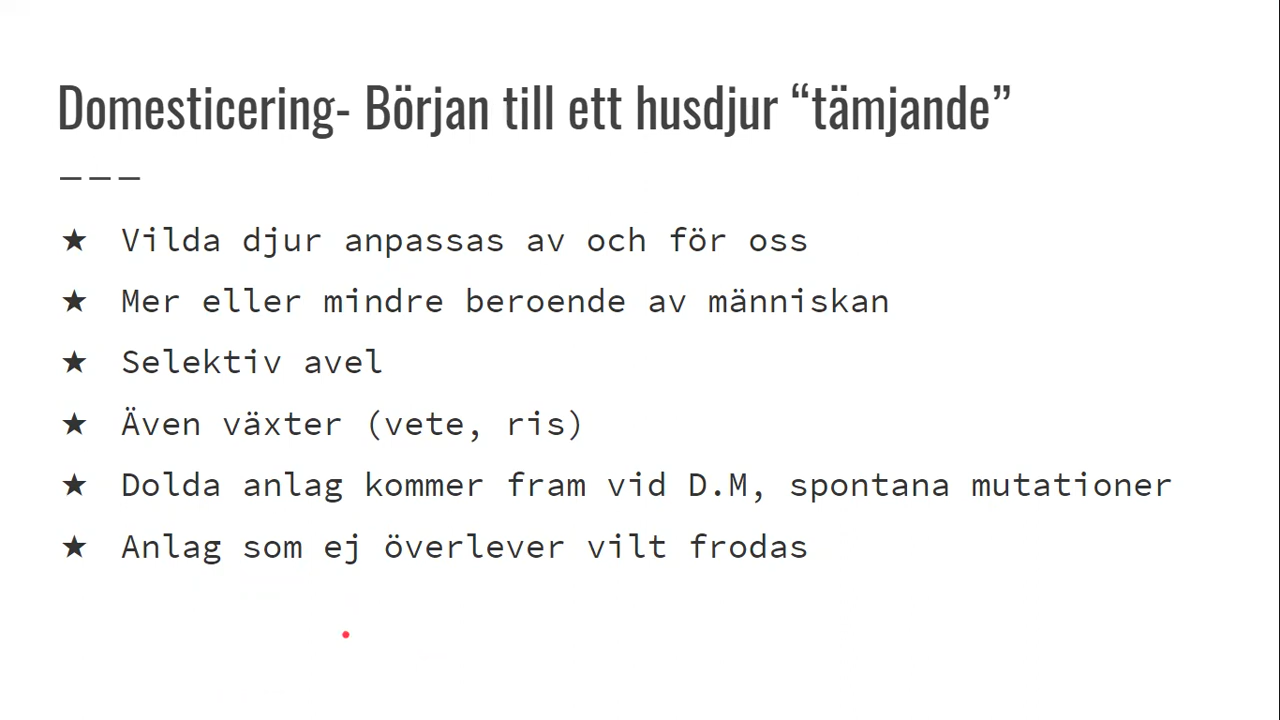 Domesticering- Början till ett husdjur “tämjande”
———
★ Vilda djur anpassas av och för oss
★ Mer eller mindre beroende av människan
★ Selektiv avel
★ Även växter (vete, ris)
★ Dolda anlag kommer fram vid D.M, spontana mutationer
★ Anlag som ej överlever vilt frodas